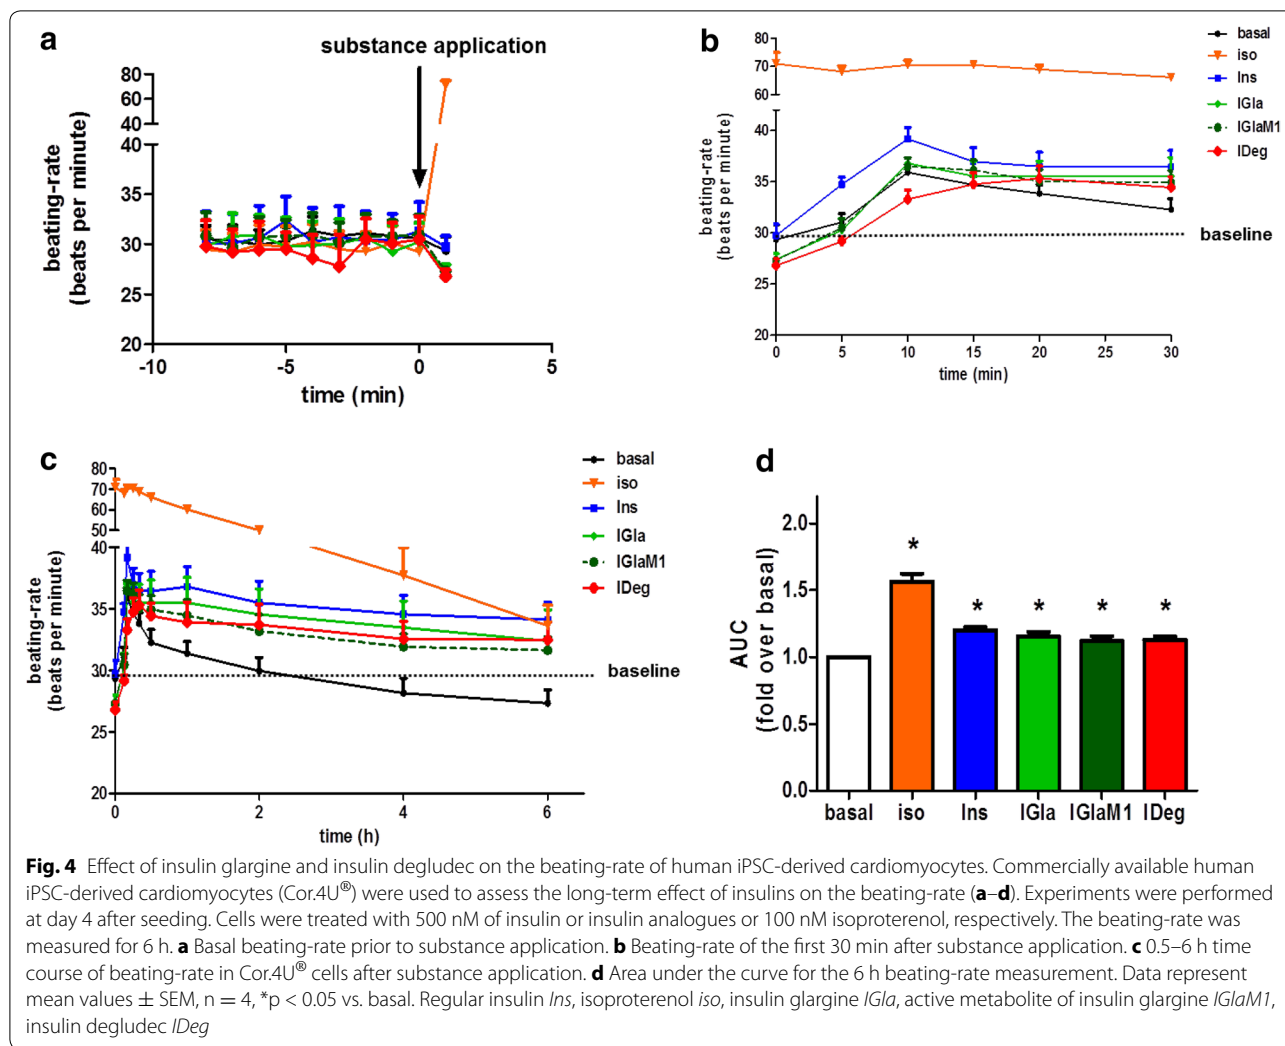 a
substance application
80
60
40
35
30
25
20
-10
-5
0
5
beating-rate
(beats per minute)
time (min)
b
basal
iso
Ins
IGla
IGlaM1
IDeg
80
70
60
40
35
30
25
20
0
5
10
15
20
25
30
beating-rate
(beats per minute)
time (min)
baseline
c
basal
iso
Ins
IGla
IGlaM1
IDeg
80
70
60
50
40
35
30
25
20
0
2
4
6
beating-rate
(beats per minute)
time (h)
baseline
d
2.0
1.5
1.0
0.5
0.0
AUC
(fold over basal)
*
*
*
*
*
basal
iso
Ins
IGla
IGlaM1
IDeg
Fig. 4 Effect of insulin glargine and insulin degludec on the beating-rate of human iPSC-derived cardiomyocytes. Commercially available human
iPSC-derived cardiomyocytes (Cor.4U®) were used to assess the long-term effect of insulins on the beating-rate (a–d). Experiments were performed
at day 4 after seeding. Cells were treated with 500 nM of insulin or insulin analogues or 100 nM isoproterenol, respectively. The beating-rate was
measured for 6 h. a Basal beating-rate prior to substance application. b Beating-rate of the first 30 min after substance application. c 0.5–6 h time
course of beating-rate in Cor.4U® cells after substance application. d Area under the curve for the 6 h beating-rate measurement. Data represent
mean values ± SEM, n = 4, *p < 0.05 vs. basal. Regular insulin Ins, isoproterenol iso, insulin glargine IGla, active metabolite of insulin glargine IGlaM1,
insulin degludec IDeg